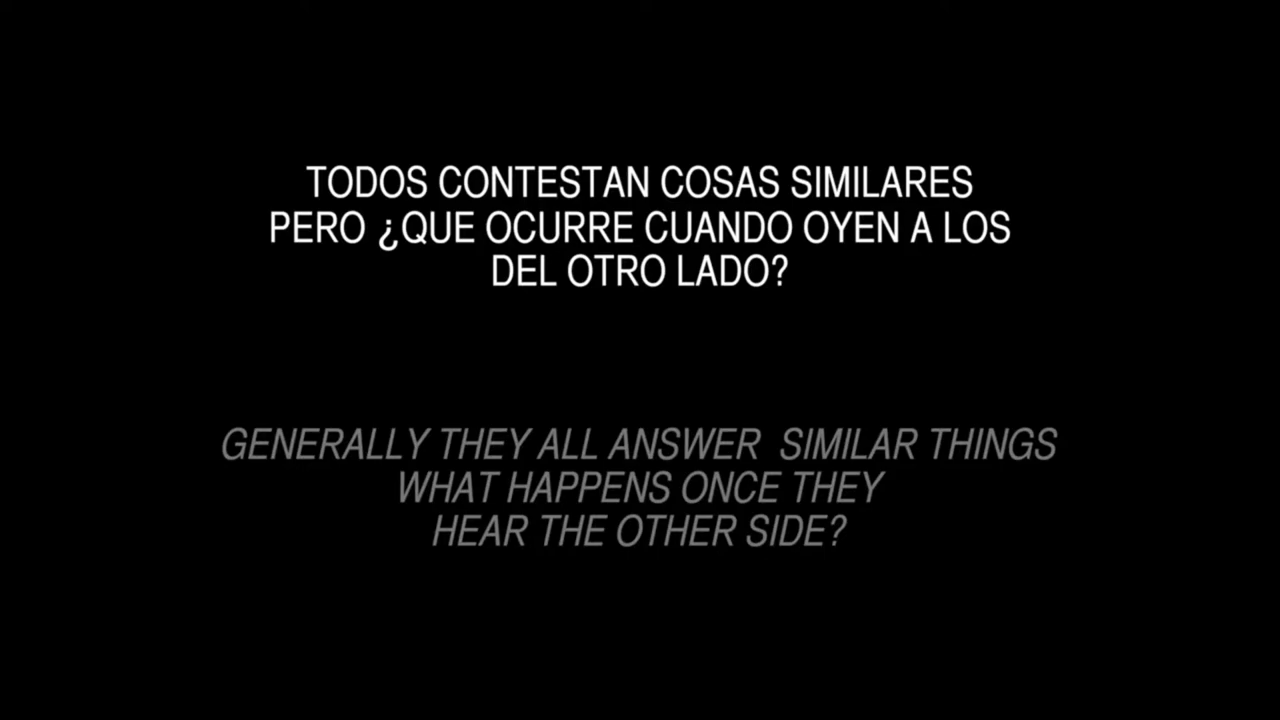 TODOS CONTESTAN COSAS SIMILARES
PERO ¿QUE OCURRE CUANDO OYEN A LOS
DEL OTRO LADO?
GENERALLY THEY ALL ANSWER SIMILAR THINGS
WHAT HAPPENS ONCE THEY
HEAR THE OTHER SIDE?